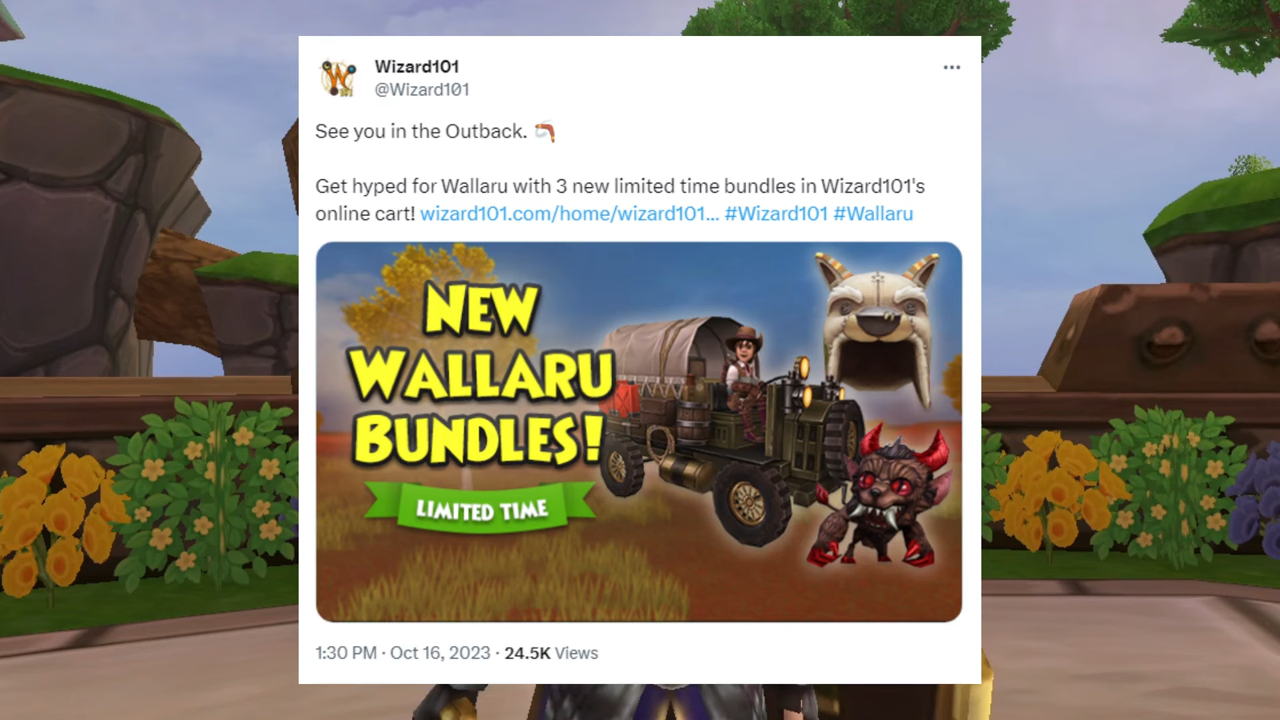 Wizard101
@Wizard101
See you in the Outback. 🪃
Get hyped for Wallaru with 3 new limited time bundles in Wizard101's
online cart! wizard101.com/home/wizard101... #Wizard101 #Wallaru
NEW
WALLARU
BUNDLES!
LIMITED TIME
1:30 PM · Oct 16, 2023 · 24.5K Views